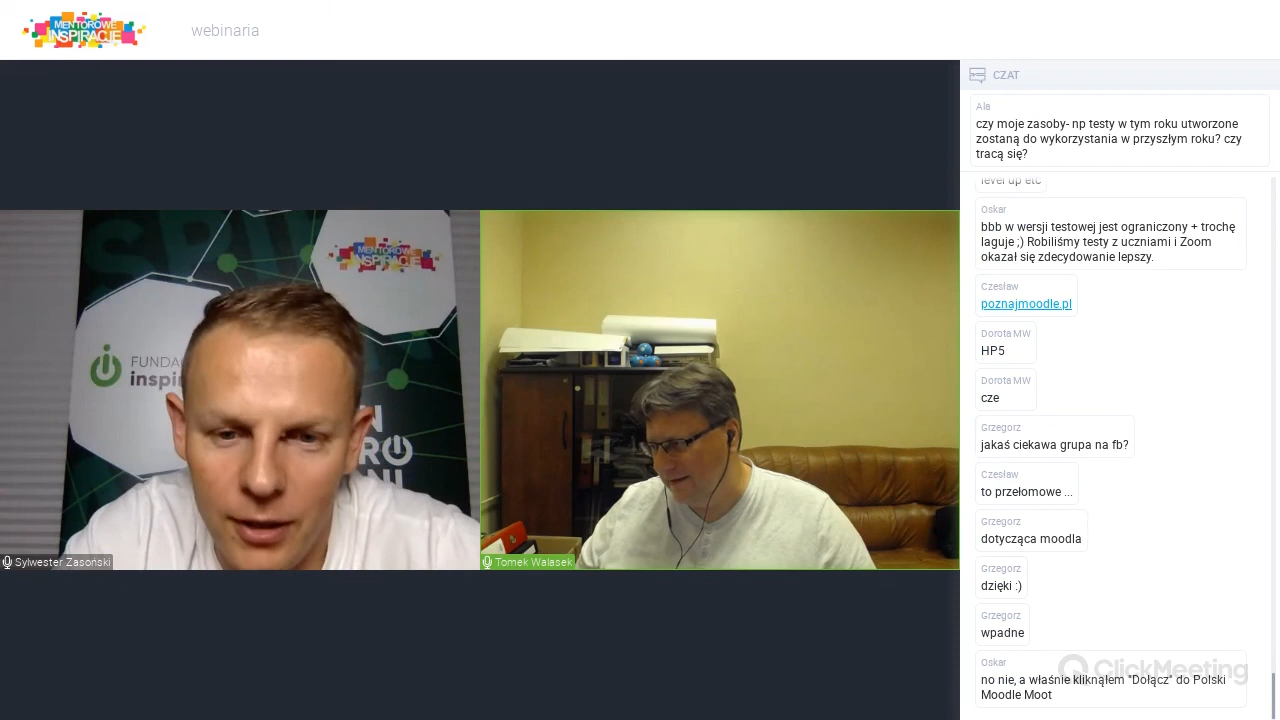 MENTOROWE
INSPIRACJE
webinaria
CZAT
Ala
czy moje zasoby- np testy w tym roku utworzone
zostaną do wykorzystania w przyszłym roku? czy
tracą się?
level up etc
Oskar
bbb w wersji testowej jest ograniczony + trochę
laguje ;) Robiliśmy testy z uczniami i Zoom
okazał się zdecydowanie lepszy.
Czesław
poznajmoodle.pl
Dorota MW
HP5
Dorota MW
cze
Grzegorz
jakaś ciekawa grupa na fb?
Czesław
to przełomowe ...
Grzegorz
dotycząca moodla
Grzegorz
dzięki :)
Grzegorz
wpadne
Oskar
no nie, a właśnie kliknąłem "Dołącz" do Polski
Moodle Moot
ClickMeeting
MENTOROWE
INSPIRACJE
Sylwester Zasoński
Tomek Walasek